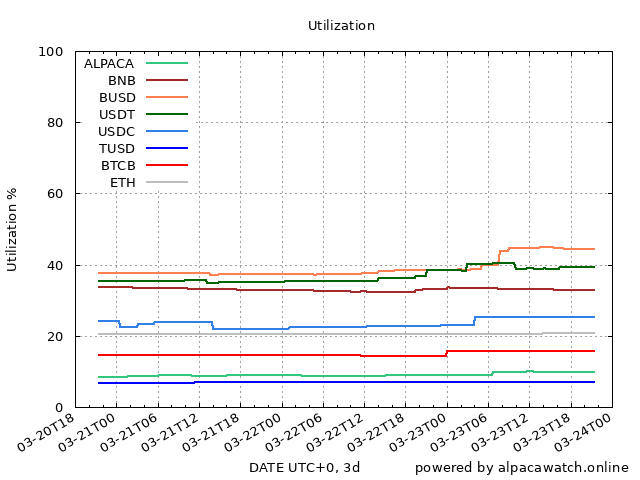 Utilization
100
80
60
40
20
0
Utilization %
ALPACA
BNB
BUSD
USDT
USDC
TUSD
BTCB
ETH
03-20T18
03-21T00
03-21T06
03-21T12
03-21T18
03-22T00
03-22T06
03-22T12
03-22T18
03-23T00
03-23T06
03-23T12
03-23T18
03-24T00
DATE UTC+0, 3d
powered by alpacawatch.online